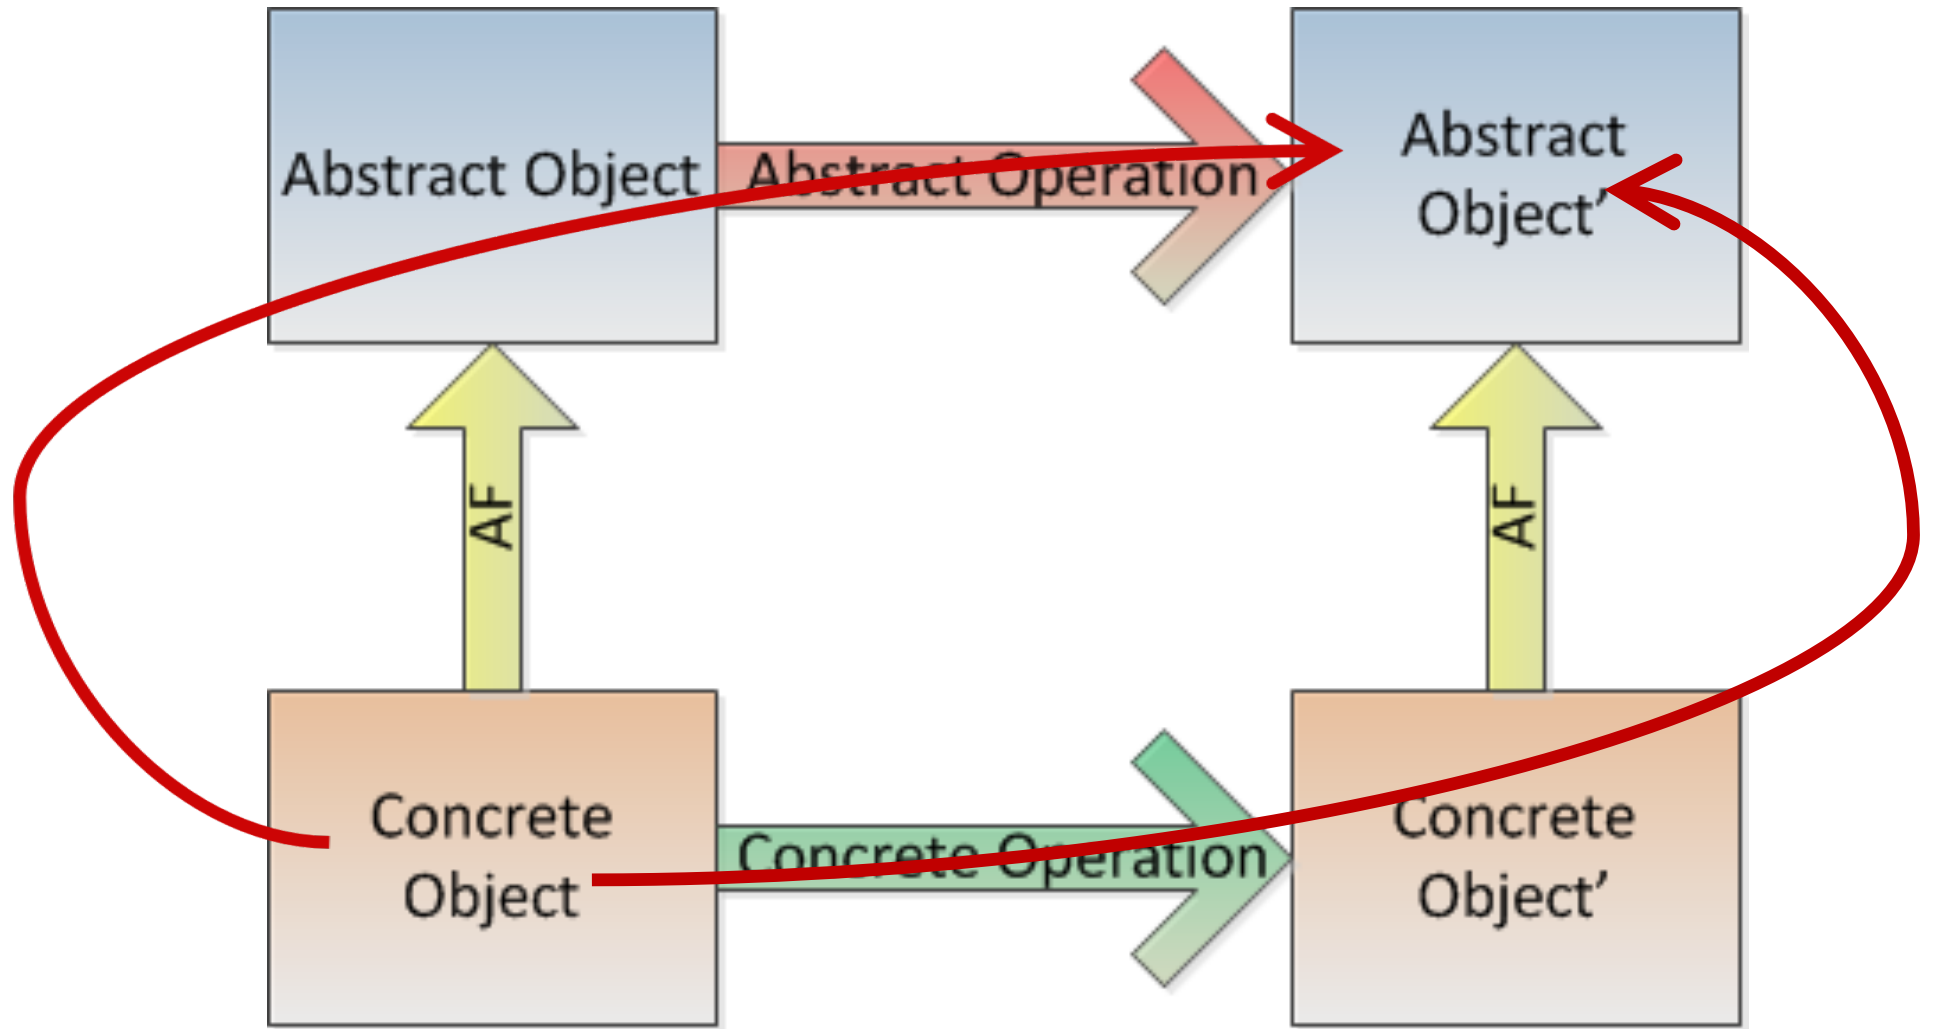 Abstract Object
Abstract Operation
Abstract
Object’
AF
AF
Concrete
Object
Concrete Operation
Concrete
Object’